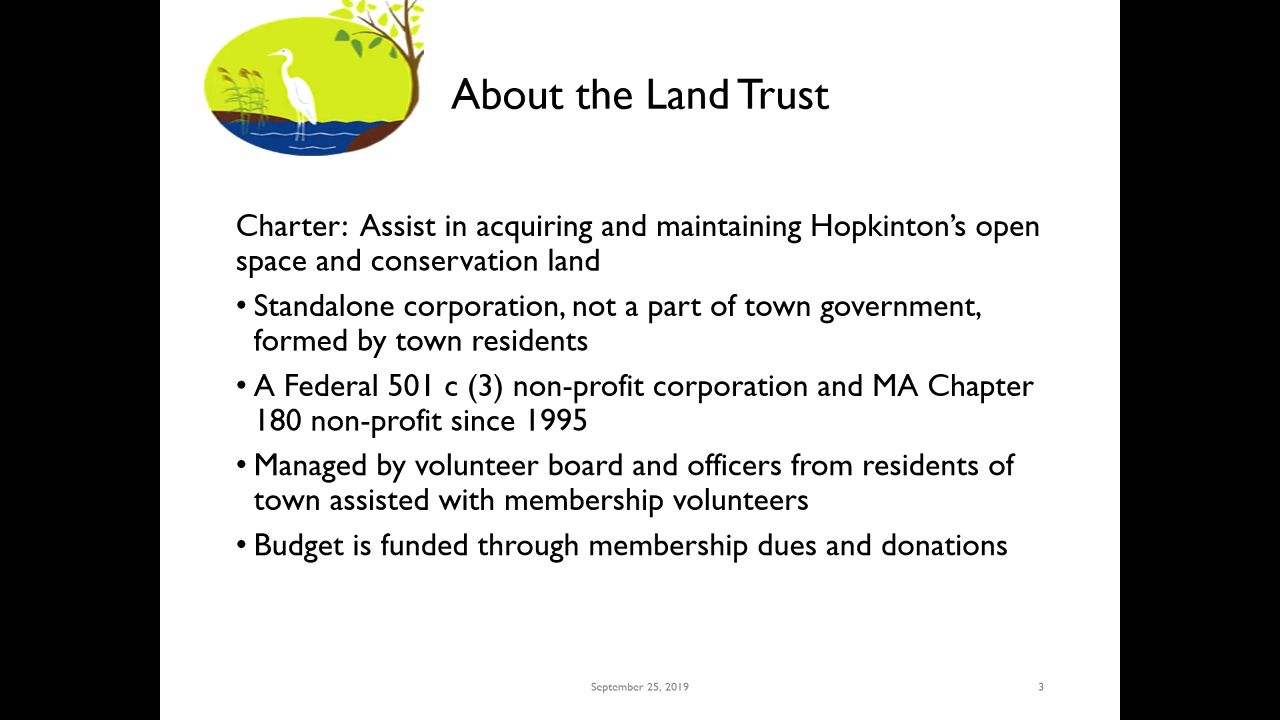 About the Land Trust
Charter:  Assist in acquiring and maintaining Hopkinton’s open
space and conservation land
• Standalone corporation, not a part of town government,
formed by town residents
• A Federal 501 c (3) non-profit corporation and MA Chapter
180 non-profit since 1995
• Managed by volunteer board and officers from residents of
town assisted with membership volunteers
• Budget is funded through membership dues and donations
September 25, 2019
3